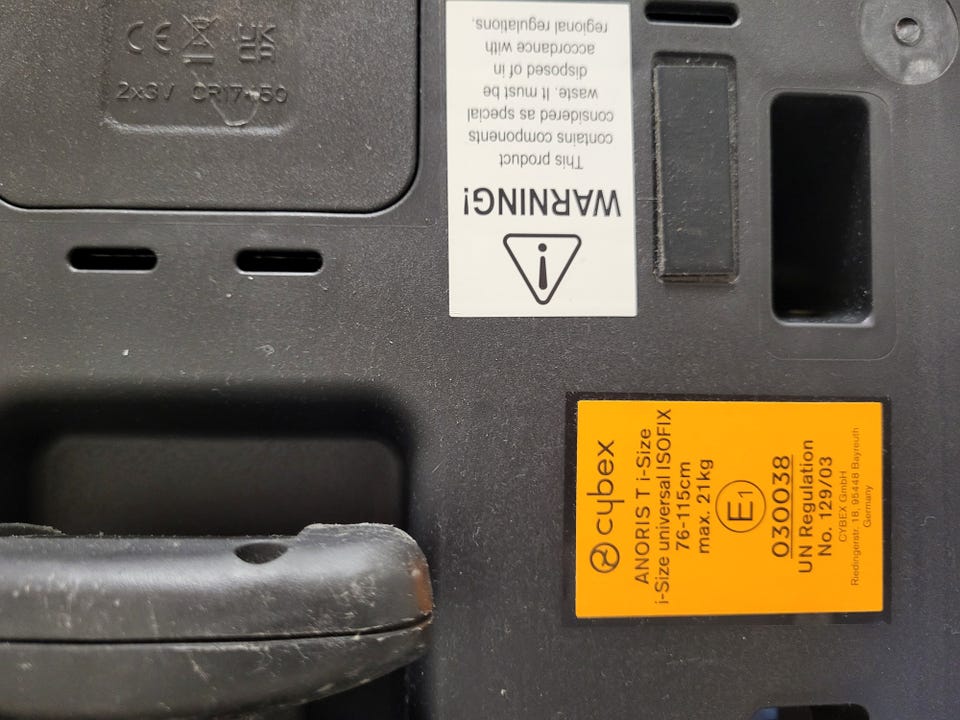 CE UK CA
2x3V
WARNING!
This product
contains components
considered as special
waste. It must be
disposed of in
accordance with
regional regulations.
cybex
ANORIS T i-Size
i-Size universal ISOFIX
76-115cm
max. 21kg
E1
030038
UN Regulation
No. 129/03
CYBEX GmbH
Riedingerstr. 18, 95448 Bayreuth
Germany